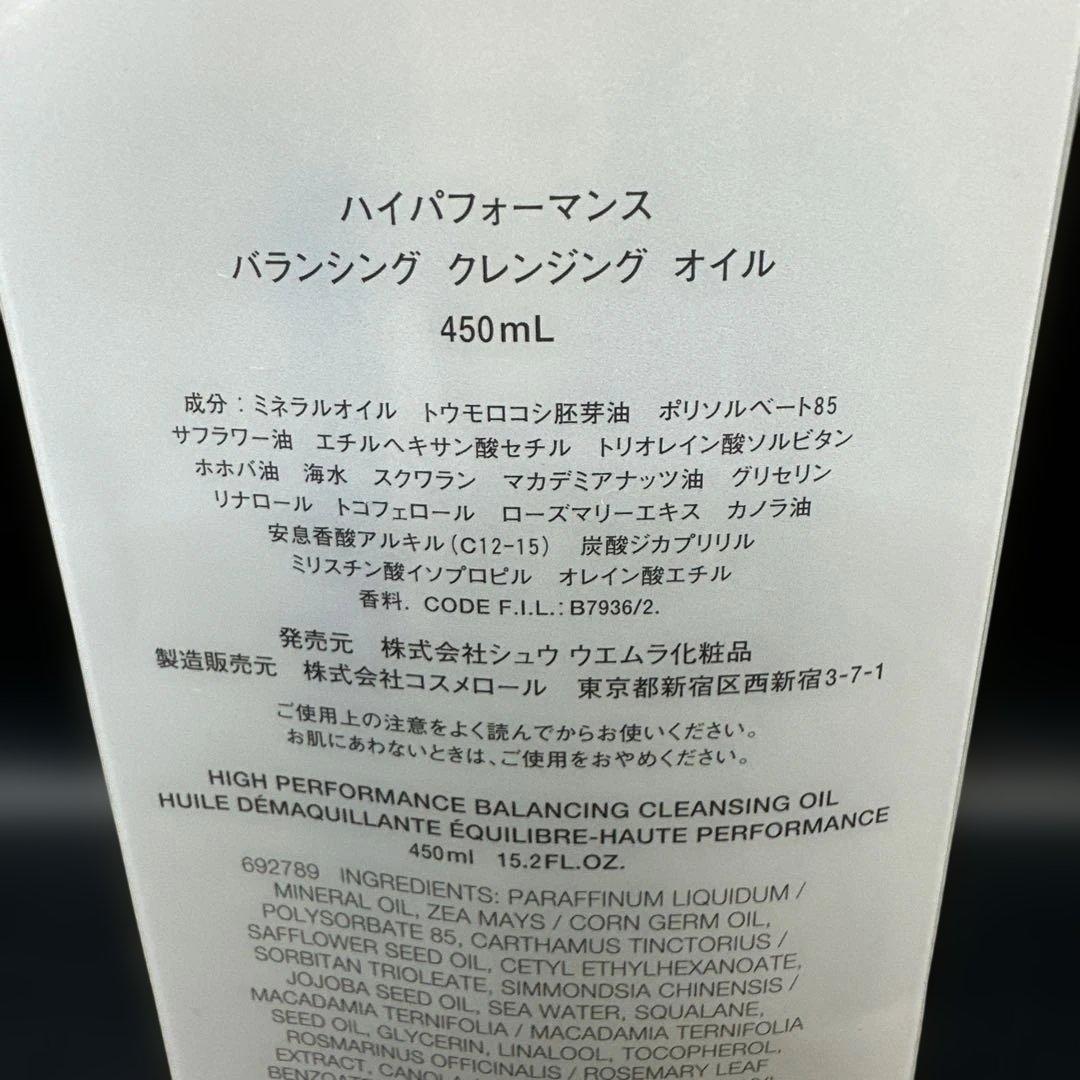 ハイパフォーマンス
バランシング クレンジング オイル
450mL
成分：ミネラルオイル トウモロコシ胚芽油 ポリソルベート85
サフラワー油 エチルヘキサン酸セチル トリオレイン酸ソルビタン
ホホバ油 海水 スクワラン マカデミアナッツ油 グリセリン
リナロール トコフェロール ローズマリーエキス カノラ油
安息香酸アルキル(C12-15) 炭酸ジカプリリル
ミリスチン酸イソプロピル オレイン酸エチル
香料. CODE F.I.L.: B7936/2.
発売元 株式会社シュウ ウエムラ化粧品
製造販売元 株式会社コスメロール 東京都新宿区西新宿3-7-1
ご使用上の注意をよく読んでからお使いください。
お肌にあわないときは、ご使用をおやめください。
HIGH PERFORMANCE BALANCING CLEANSING OIL
HUILE DÉMAQUILLANTE ÉQUILIBRE-HAUTE PERFORMANCE
450ml 15.2FL.OZ.
692789 INGREDIENTS: PARAFFINUM LIQUIDUM /
MINERAL OIL, ZEA MAYS / CORN GERM OIL,
POLYSORBATE 85, CARTHAMUS TINCTORIUS /
SAFFLOWER SEED OIL, CETYL ETHYLHEXANOATE,
SORBITAN TRIOLEATE, SIMMONDSIA CHINENSIS /
JOJOBA SEED OIL, SEA WATER, SQUALANE,
MACADAMIA TERNIFOLIA / MACADAMIA TERNIFOLIA
SEED OIL, GLYCERIN, LINALOOL, TOCOPHEROL,
ROSMARINUS OFFICINALIS / ROSEMARY LEAF
EXTRACT, CANOLA